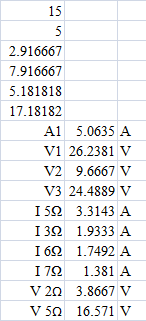 15
5
2.916667
7.916667
5.181818
17.18182
A1 5.0635 A
V1 26.2381 V
V2 9.6667 V
V3 24.4889 V
I 5Ω 3.3143 A
I 3Ω 1.9333 A
I 6Ω 1.7492 A
I 7Ω 1.381 A
V 2Ω 3.8667 V
V 5Ω 16.571 V